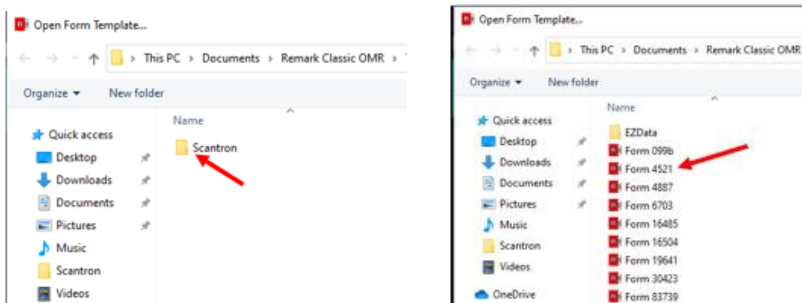 Open Form Template...
This PC > Documents > Remark Classic OMR >
Organize
New folder
Name
Quick access
Desktop
Downloads
Documents
Pictures
Music
Scantron
Videos
Scantron
Open Form Template...
This PC > Documents > Remark Classic OMR
Organize
New folder
Name
Quick access
Desktop
Downloads
Documents
Pictures
Music
Scantron
Videos
OneDrive
EZData
Form 099b
Form 4521
Form 4887
Form 6703
Form 16485
Form 16504
Form 19641
Form 30423
Form 83739